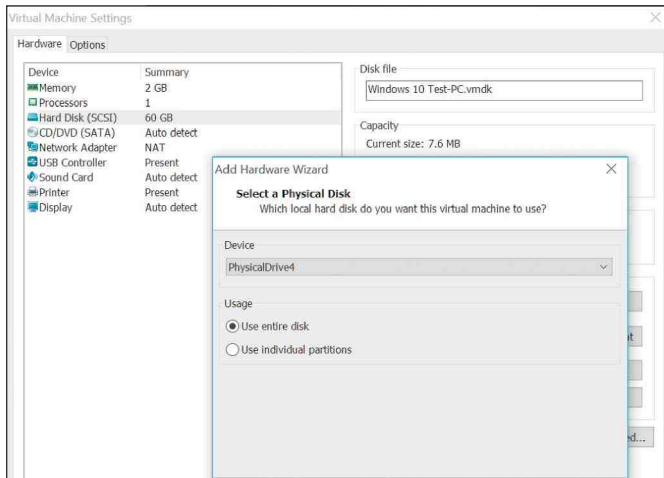 Virtual Machine Settings
Hardware Options
Device Summary
Memory 2 GB
Processors 1
Hard Disk (SCSI) 60 GB
CD/DVD (SATA) Auto detect
Network Adapter NAT
USB Controller Present
Sound Card Auto detect
Printer Present
Display Auto detect
Disk file
Windows 10 Test-PC.vmdk
Capacity
Current size: 7.6 MB
Add Hardware Wizard
Select a Physical Disk
Which local hard disk do you want this virtual machine to use?
Device
PhysicalDrive4
Usage
Use entire disk
Use individual partitions